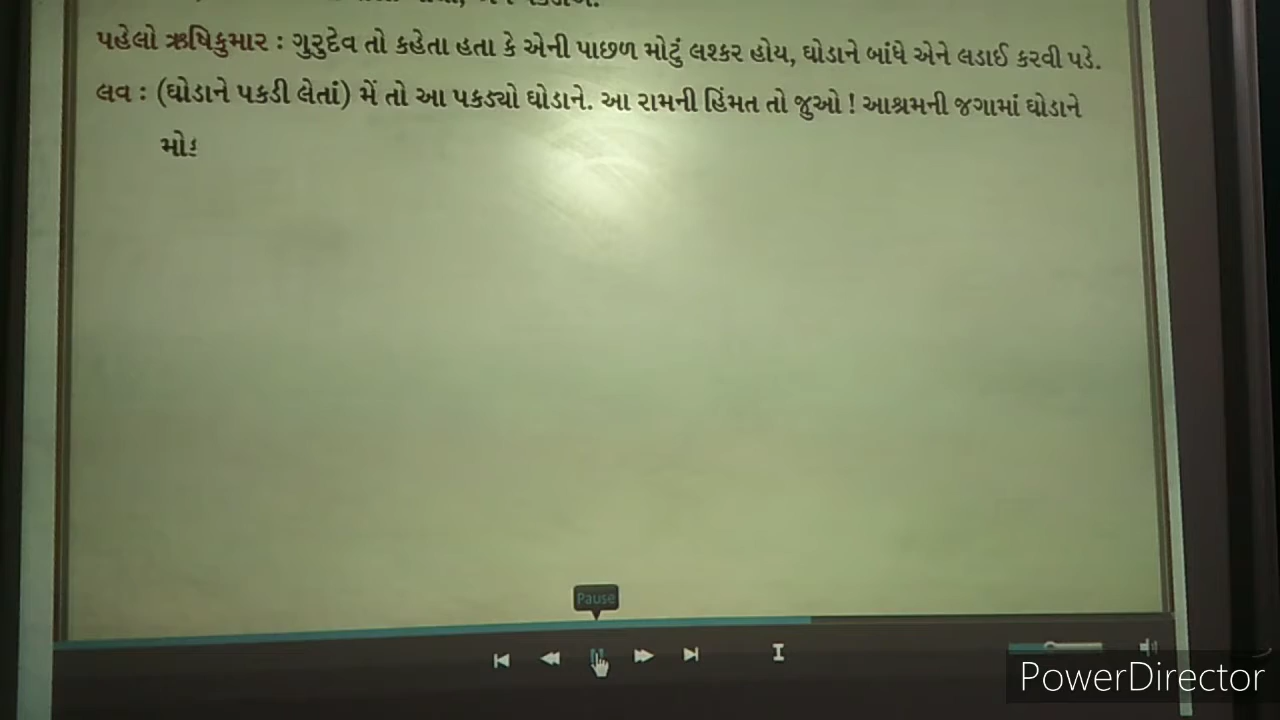 પહેલો ઋષિકુમાર : ગુરુદેવ તો કહેતા હતા કે એની પાછળ મોટું લશ્કર હોય, ઘોડાને બાંધે એને લડાઈ કરવી પડે.
લવ : (ઘોડાને પકડી લેતાં) મેં તો આ પકડ્યો ઘોડાને. આ રામની હિંમત તો જુઓ ! આશ્રમની જગામાં ઘોડાને
Pause
PowerDirector